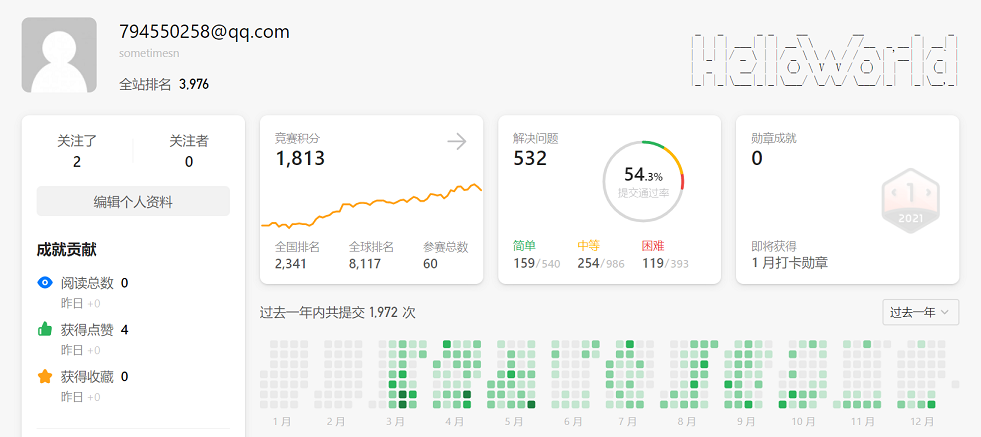 794550258@qq.com
sometimesn
全站排名 3,976
HelloWorld
关注了
2
关注者
0
编辑个人资料
成就贡献
阅读总数 0
昨日 +0
获得点赞 4
昨日 +0
获得收藏 0
昨日 +0
竞赛积分
1,813
全国排名
2,341
全球排名
8,117
参赛总数
60
解决问题
532
54.3%
提交通过率
简单
159/540
中等
254/986
困难
119/393
勋章成就
0
1
2021
即将获得
1 月打卡勋章
过去一年内共提交 1,972 次
过去一年
1 月 2 月 3 月 4 月 5 月 6 月 7 月 8 月 9 月 10 月 11 月 12 月